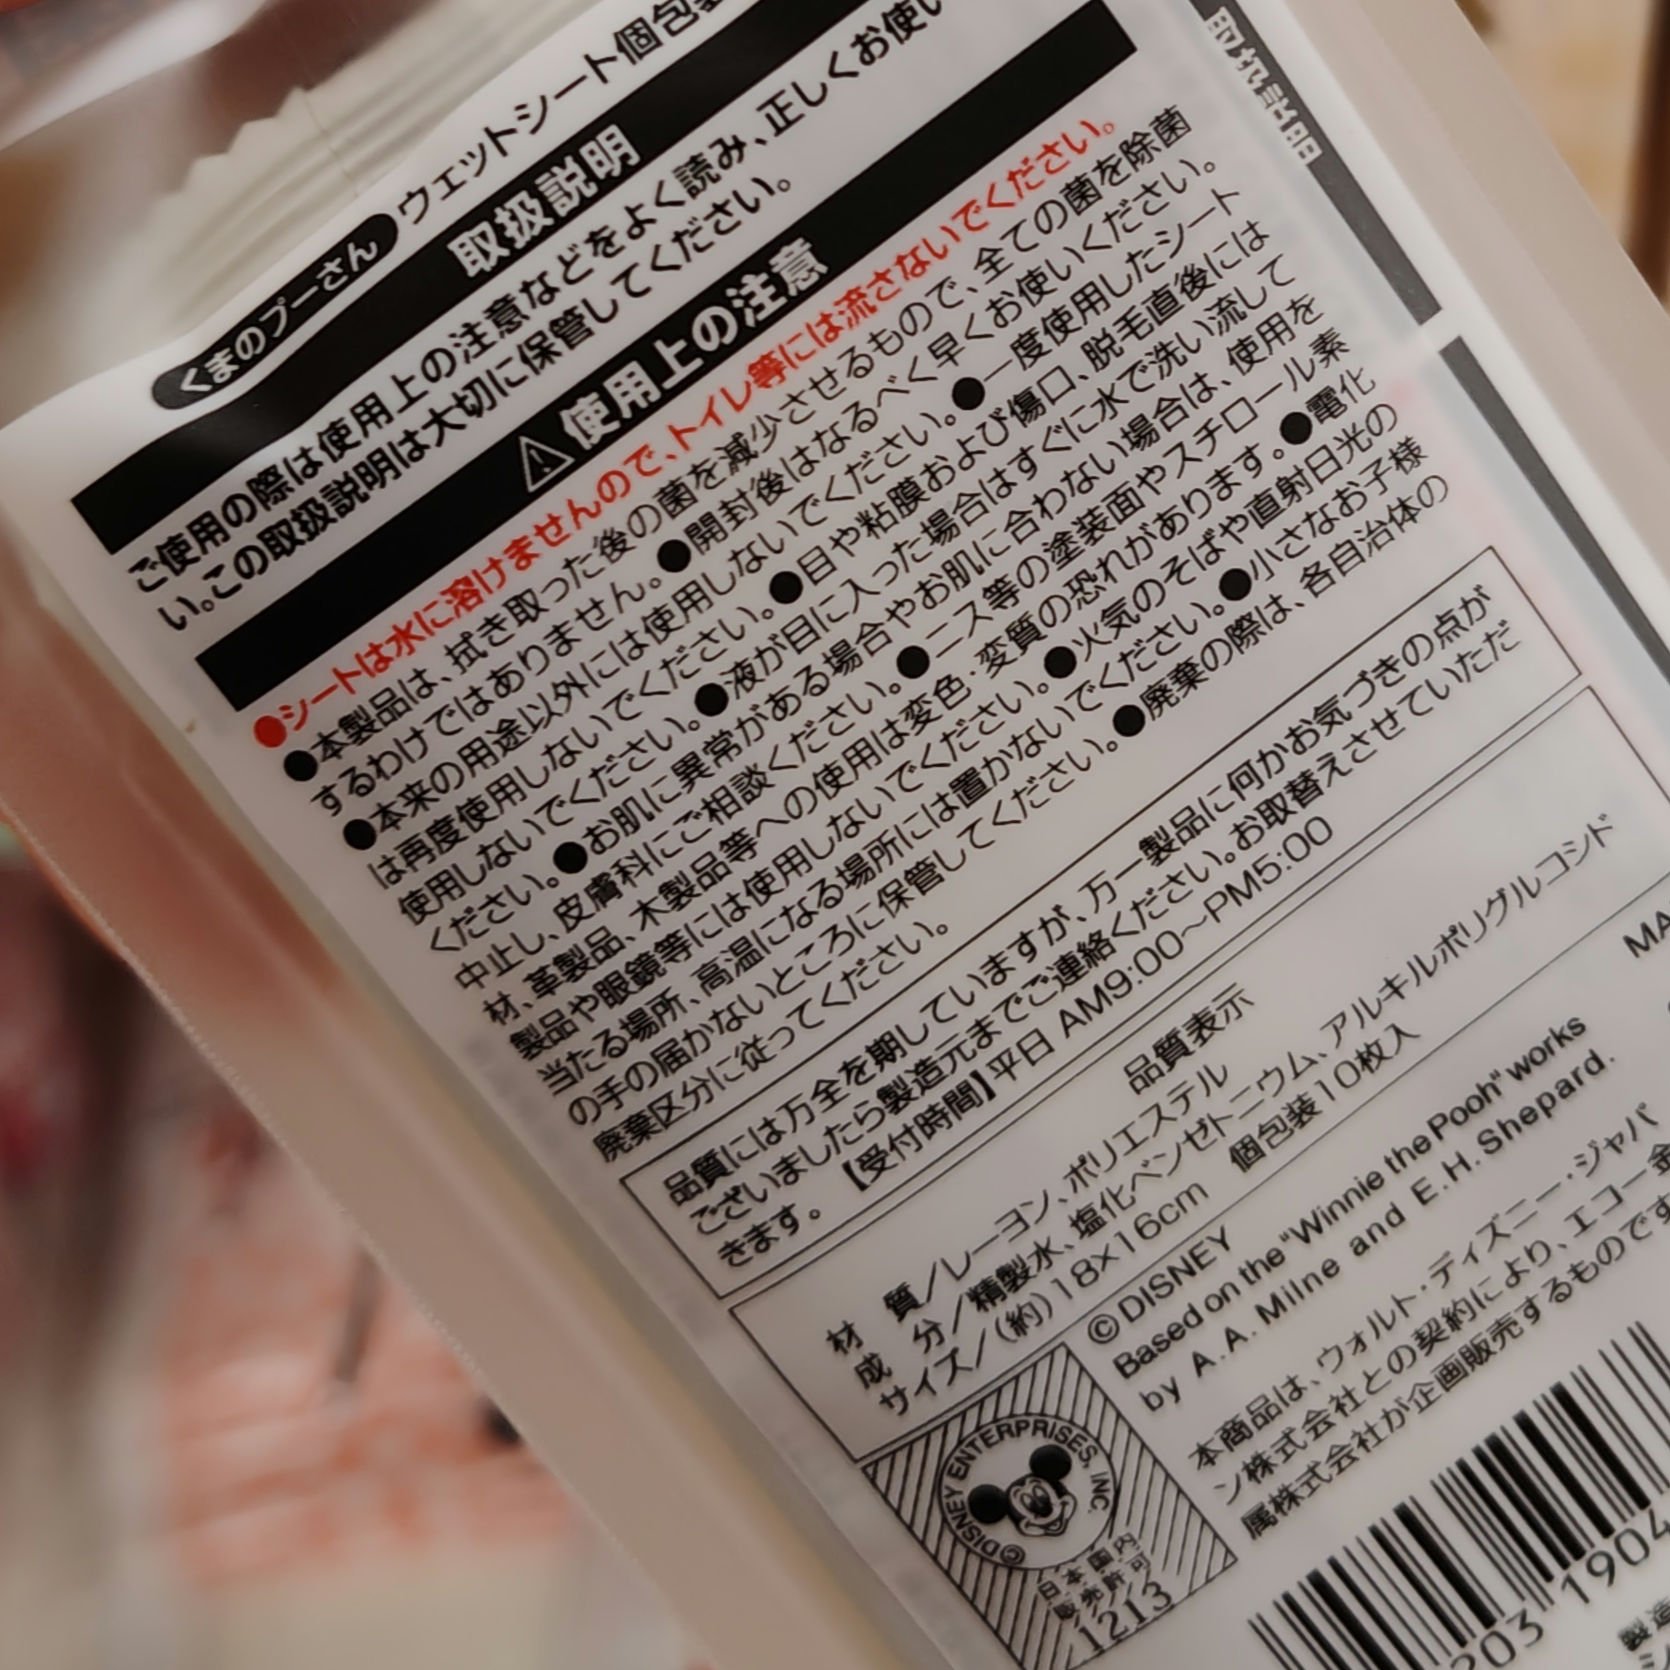 くまのプーさん ウェットシート個包装
取扱説明
ご使用の際は使用上の注意などをよく読み、正しくお使い
い。この取扱説明は大切に保管してください。
⚠使用上の注意
●シートは水に溶けませんので、トイレ等には流さないでください。
●本製品は、拭き取った後の菌を減少させるもので、全ての菌を除菌
するわけではありません。●開封後はなるべく早くお使いください。
●本来の用途以外には使用しないでください。●一度使用したシート
は再度使用しないでください。●目や粘膜および傷口、脱毛直後には
使用しないでください。●液が目に入った場合はすぐに水で洗い流して
ください。●お肌に異常がある場合やお肌に合わない場合は、使用を
中止し、皮膚科にご相談ください。●ニス等の塗装面やスチロール素
材、革製品、木製品等への使用は変色・変質の恐れがあります。●電化
製品や眼鏡等には使用しないでください。●火気のそばや直射日光の
当たる場所、高温になる場所には置かないでください。●小さなお子様
の手の届かないところに保管してください。●廃棄の際は、各自治体の
廃棄区分に従ってください。
品質には万全を期していますが、万一製品に何かお気づきの点が
ございましたら製造元までご連絡ください。お取替えさせていただ
きます。 【受付時間】平日 AM9:00〜PM5:00
品質表示
材 質/レーヨン、ポリエステル
成 分/精製水、塩化ベンゼトニウム、アルキルポリグルコシド
サイズ/(約)18×16cm 個包装10枚入
MA
©DISNEY
Based on the "Winnie the Pooh" works
by A. A. Milne and E. H. Shepard.
本商品は、ウォルト・ディズニー・ジャパ
ン株式会社との契約により、エコー金
属株式会社が企画販売するものです
©DISNEY ENTERPRISES, INC.
日本国内
販売許可
1213
203 1904
製造
取扱説明